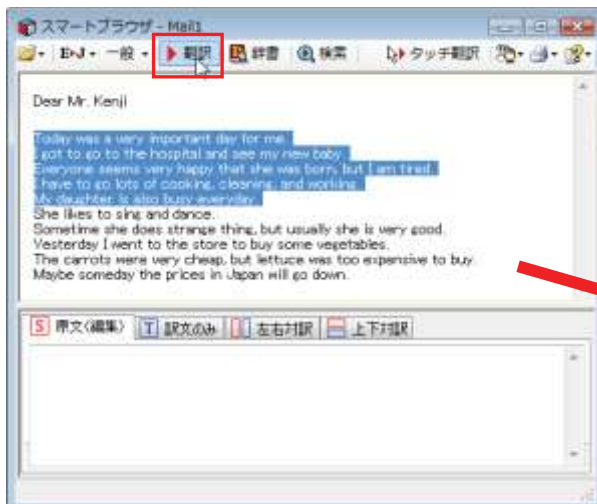 スマートブラウザ - Mail1
E›J 一般 翻訳 辞書 検索 タッチ翻訳
Dear Mr. Kenji
Today was a very important day for me.
I got to go to the hospital and see my new baby.
Everyone seems very happy that she was born, but I am tired.
I have to go lots of cooking, cleaning, and working.
My daughter is also busy everyday.
She likes to sing and dance.
Sometime she does strange thing, but usually she is very good.
Yesterday I went to the store to buy some vegetables.
The carrots were very cheap, but lettuce was too expensive to buy.
Maybe someday the prices in Japan will go down.
S 原文(編集) T 訳文のみ 左右対訳 上下対訳